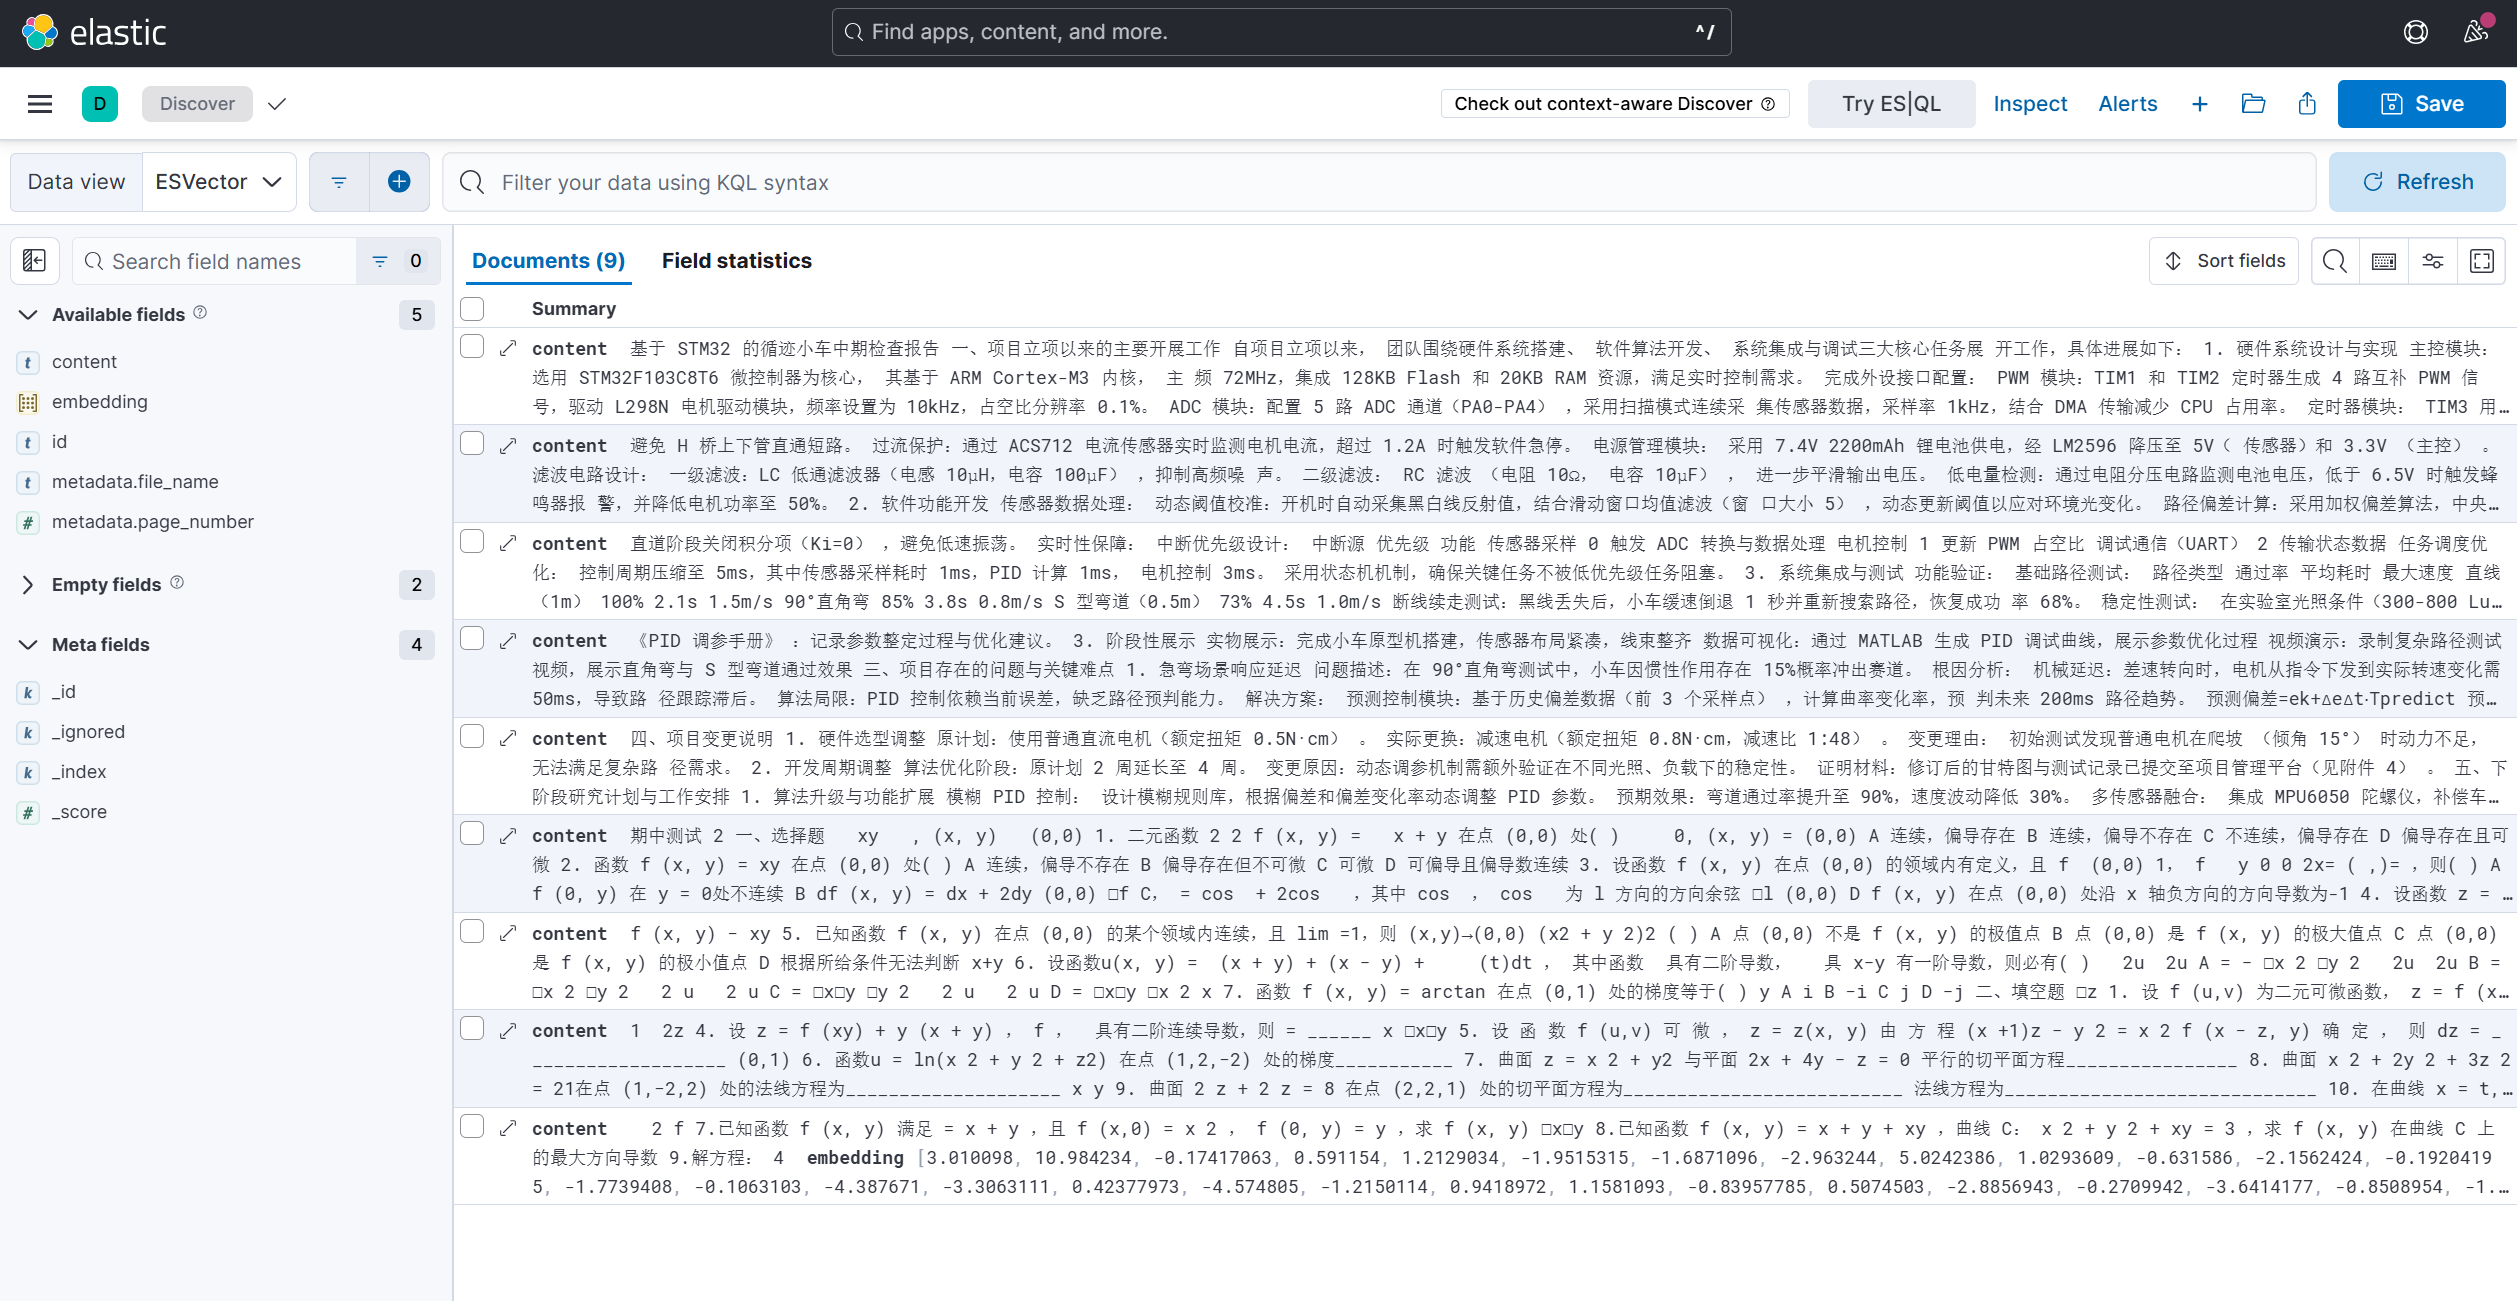 elastic
Find apps, content, and more.
^/
D
Discover
Check out context-aware Discover
Try ES|QL
Inspect
Alerts
Save
Data view
ESVector
Filter your data using KQL syntax
Refresh
Search field names
0
Documents (9)
Field statistics
Sort fields
Available fields
5
t content
embedding
t id
t metadata.file_name
# metadata.page_number
Empty fields
2
Meta fields
4
k _id
k _ignored
k _index
# _score
Summary
content 基于 STM32 的循迹小车中期检查报告 一、项目立项以来的主要开展工作 自项目立项以来， 团队围绕硬件系统搭建、 软件算法开发、 系统集成与调试三大核心任务展 开工作，具体进展如下： 1. 硬件系统设计与实现 主控模块：
选用 STM32F103C8T6 微控制器为核心， 其基于 ARM Cortex-M3 内核， 主 频 72MHz，集成 128KB Flash 和 20KB RAM 资源，满足实时控制需求。 完成外设接口配置： PWM 模块：TIM1 和 TIM2 定时器生成 4 路互补 PWM 信
号，驱动 L298N 电机驱动模块，频率设置为 10kHz，占空比分辨率 0.1%。 ADC 模块：配置 5 路 ADC 通道（PA0-PA4） ，采用扫描模式连续采 集传感器数据，采样率 1kHz，结合 DMA 传输减少 CPU 占用率。 定时器模块： TIM3 用…
content 避免 H 桥上下管直通短路。 过流保护：通过 ACS712 电流传感器实时监测电机电流，超过 1.2A 时触发软件急停。 电源管理模块： 采用 7.4V 2200mAh 锂电池供电，经 LM2596 降压至 5V（ 传感器）和 3.3V （主控） 。
滤波电路设计： 一级滤波：LC 低通滤波器（电感 10μH，电容 100μF） ，抑制高频噪 声。 二级滤波： RC 滤波 （电阻 10Ω， 电容 10μF） ， 进一步平滑输出电压。 低电量检测：通过电阻分压电路监测电池电压，低于 6.5V 时触发蜂
鸣器报 警，并降低电机功率至 50%。 2. 软件功能开发 传感器数据处理： 动态阈值校准：开机时自动采集黑白线反射值，结合滑动窗口均值滤波（窗 口大小 5） ，动态更新阈值以应对环境光变化。 路径偏差计算：采用加权偏差算法，中央…
content 直道阶段关闭积分项（Ki=0） ，避免低速振荡。 实时性保障： 中断优先级设计： 中断源 优先级 功能 传感器采样 0 触发 ADC 转换与数据处理 电机控制 1 更新 PWM 占空比 调试通信（UART） 2 传输状态数据 任务调度优
化： 控制周期压缩至 5ms，其中传感器采样耗时 1ms，PID 计算 1ms， 电机控制 3ms。 采用状态机机制，确保关键任务不被低优先级任务阻塞。 3. 系统集成与测试 功能验证： 基础路径测试： 路径类型 通过率 平均耗时 最大速度 直线
（1m） 100% 2.1s 1.5m/s 90°直角弯 85% 3.8s 0.8m/s S 型弯道（0.5m） 73% 4.5s 1.0m/s 断线续走测试：黑线丢失后，小车缓速倒退 1 秒并重新搜索路径，恢复成功 率 68%。 稳定性测试： 在实验室光照条件（300-800 Lu…
content 《PID 调参手册》 ：记录参数整定过程与优化建议。 3. 阶段性展示 实物展示：完成小车原型机搭建，传感器布局紧凑，线束整齐 数据可视化：通过 MATLAB 生成 PID 调试曲线，展示参数优化过程 视频演示：录制复杂路径测试
视频，展示直角弯与 S 型弯道通过效果 三、项目存在的问题与关键难点 1. 急弯场景响应延迟 问题描述：在 90°直角弯测试中，小车因惯性作用存在 15%概率冲出赛道。 根因分析： 机械延迟：差速转向时，电机从指令下发到实际转速变化需
50ms，导致路 径跟踪滞后。 算法局限：PID 控制依赖当前误差，缺乏路径预判能力。 解决方案： 预测控制模块：基于历史偏差数据（前 3 个采样点） ，计算曲率变化率，预 判未来 200ms 路径趋势。 预测偏差=ek+ΔeΔt⋅Tpredict 预…
content 四、项目变更说明 1. 硬件选型调整 原计划：使用普通直流电机（额定扭矩 0.5N·cm） 。 实际更换：减速电机（额定扭矩 0.8N·cm，减速比 1:48） 。 变更理由： 初始测试发现普通电机在爬坡 （倾角 15°） 时动力不足，
无法满足复杂路 径需求。 2. 开发周期调整 算法优化阶段：原计划 2 周延长至 4 周。 变更原因：动态调参机制需额外验证在不同光照、负载下的稳定性。 证明材料：修订后的甘特图与测试记录已提交至项目管理平台（见附件 4） 。 五、下
阶段研究计划与工作安排 1. 算法升级与功能扩展 模糊 PID 控制： 设计模糊规则库，根据偏差和偏差变化率动态调整 PID 参数。 预期效果：弯道通过率提升至 90%，速度波动降低 30%。 多传感器融合： 集成 MPU6050 陀螺仪，补偿车…
content 期中测试 2 一、选择题 xy , (x, y) (0,0) 1. 二元函数 2 2 f (x, y) = x + y 在点 (0,0) 处( ) 0, (x, y) = (0,0) A 连续，偏导存在 B 连续，偏导不存在 C 不连续，偏导存在 D 偏导存在且可
微 2. 函数 f (x, y) = xy 在点 (0,0) 处( ) A 连续，偏导不存在 B 偏导存在但不可微 C 可微 D 可偏导且偏导数连续 3. 设函数 f (x, y) 在点 (0,0) 的领域内有定义，且 f (0,0) 1， f y 0 0 2x= ( ,)= ，则( ) A
f (0, y) 在 y = 0处不连续 B df (x, y) = dx + 2dy (0,0) □f C， = cos + 2cos ，其中 cos ， cos 为 l 方向的方向余弦 □l (0,0) D f (x, y) 在点 (0,0) 处沿 x 轴负方向的方向导数为-1 4. 设函数 z = …
content f (x, y) − xy 5. 已知函数 f (x, y) 在点 (0,0) 的某个领域内连续，且 lim =1，则 (x,y)→(0,0) (x2 + y 2)2 ( ) A 点 (0,0) 不是 f (x, y) 的极值点 B 点 (0,0) 是 f (x, y) 的极大值点 C 点 (0,0)
是 f (x, y) 的极小值点 D 根据所给条件无法判断 x+y 6. 设函数u(x, y) = (x + y) + (x − y) + (t)dt ， 其中函数 具有二阶导数， 具 x−y 有一阶导数，则必有( ) 2u 2u A = − □x 2 □y 2 2u 2u B =
□x 2 □y 2 2 u 2 u C = □x□y □y 2 2 u 2 u D = □x□y □x 2 x 7. 函数 f (x, y) = arctan 在点 (0,1) 处的梯度等于( ) y A i B -i C j D -j 二、填空题 □z 1. 设 f (u,v) 为二元可微函数， z = f (x…
content 1 2z 4. 设 z = f (xy) + y (x + y) ， f ， 具有二阶连续导数，则 = ______ x □x□y 5. 设 函 数 f (u,v) 可 微 ， z = z(x, y) 由 方 程 (x +1)z − y 2 = x 2 f (x − z, y) 确 定 ， 则 dz = _
__________________ (0,1) 6. 函数u = ln(x 2 + y 2 + z2) 在点 (1,2,−2) 处的梯度___________ 7. 曲面 z = x 2 + y2 与平面 2x + 4y − z = 0 平行的切平面方程________________ 8. 曲面 x 2 + 2y 2 + 3z 2
= 21在点 (1,−2,2) 处的法线方程为____________________ x y 9. 曲面 2 z + 2 z = 8 在点 (2,2,1) 处的切平面方程为__________________________ 法线方程为_____________________________ 10. 在曲线 x = t,…
content 2 f 7.已知函数 f (x, y) 满足 = x + y ，且 f (x,0) = x 2 ， f (0, y) = y ，求 f (x, y) □x□y 8.已知函数 f (x, y) = x + y + xy ，曲线 C： x 2 + y 2 + xy = 3 ，求 f (x, y) 在曲线 C 上
的最大方向导数 9.解方程： 4 embedding [3.010098, 10.984234, -0.17417063, 0.591154, 1.2129034, -1.9515315, -1.6871096, -2.963244, 5.0242386, 1.0293609, -0.631586, -2.1562424, -0.1920419
5, -1.7739408, -0.1063103, -4.387671, -3.3063111, 0.42377973, -4.574805, -1.2150114, 0.9418972, 1.1581093, -0.83957785, 0.5074503, -2.8856943, -0.2709942, -3.6414177, -0.8508954, -1.…